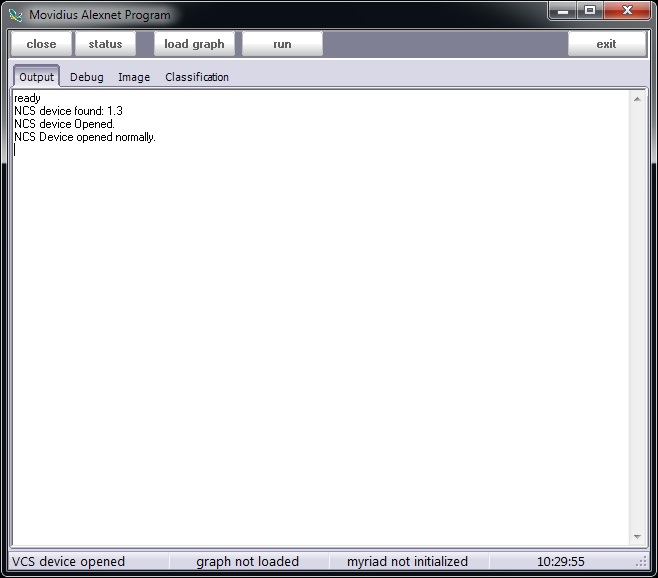 Movidius Alexnet Program
close status load graph run exit
Output Debug Image Classification
ready
NCS device found: 1.3
NCS device Opened.
NCS Device opened normally.
VCS device opened graph not loaded myriad not initialized 10:29:55